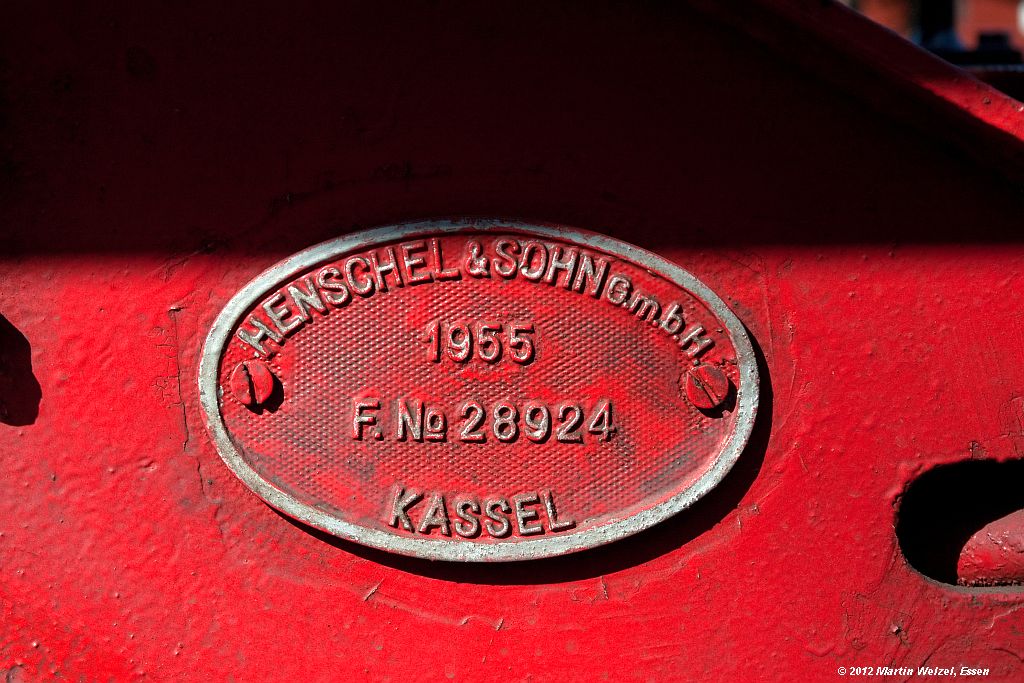 HENSCHEL & SOHN G.m.b.H.
1955
F. No 28924
KASSEL
© 2012 Martin Welzel, Essen